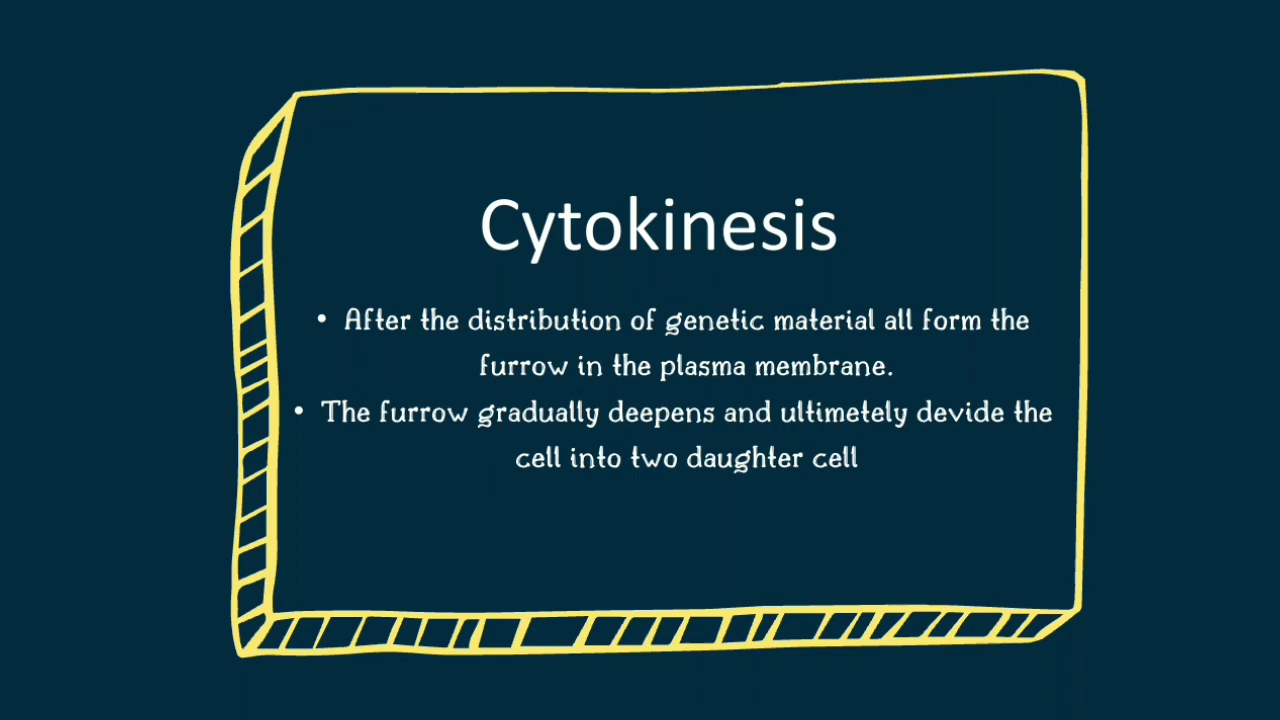 Cytokinesis
• After the distribution of genetic material all form the
furrow in the plasma membrane.
• The furrow gradually deepens and ultimetely devide the
cell into two daughter cell